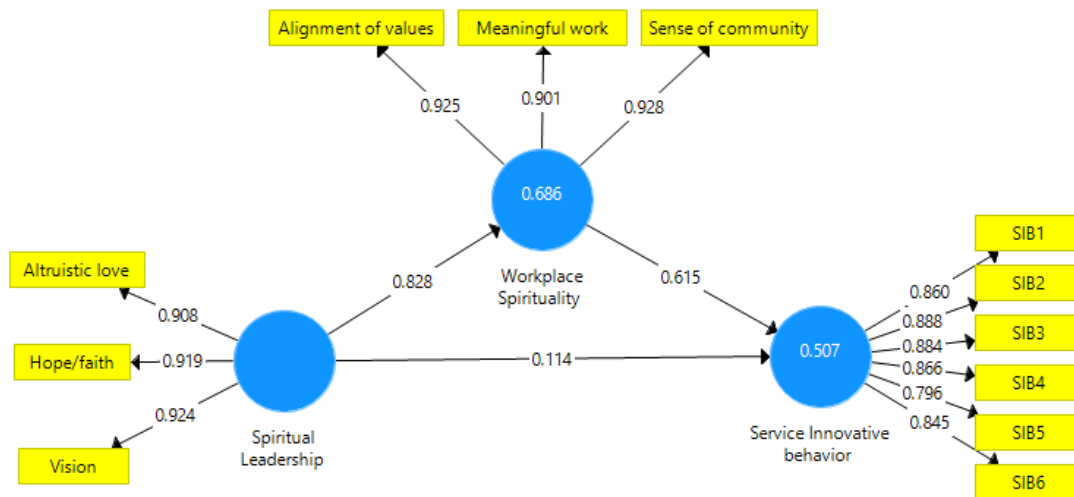 Alignment of values
Meaningful work
Sense of community
0.925
0.901
0.928
0.686
Workplace
Spirituality
Altruistic love
Hope/faith
Vision
0.908
0.919
0.924
Spiritual
Leadership
0.828
0.615
0.114
0.507
Service Innovative
behavior
0.860
0.888
0.884
0.866
0.796
0.845
SIB1
SIB2
SIB3
SIB4
SIB5
SIB6